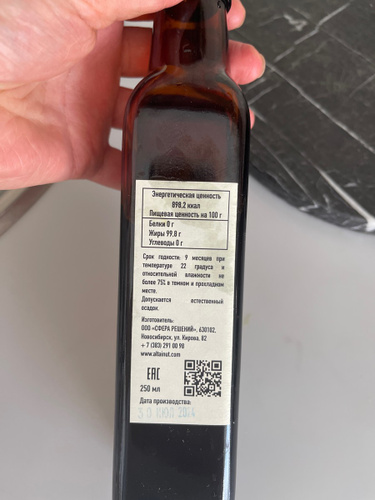 Энергетическая ценность
898.2 ккал
Пищевая ценность на 100 г
Белки 0 г
Жиры 99.8 г
Углеводы 0 г
Срок годности: 9 месяцев при
температуре 22 градуса и
относительной влажности не
более 75% в темном и прохладном
месте.
Допускается естественный
осадок.
Изготовитель:
ООО «СФЕРА РЕШЕНИЙ», 630102,
Новосибирск, ул. Кирова, 82
+ 7 (383) 291 00 90
www.altainut.com
EAC
250 мл
Дата производства:
30 ИЮЛ 2024